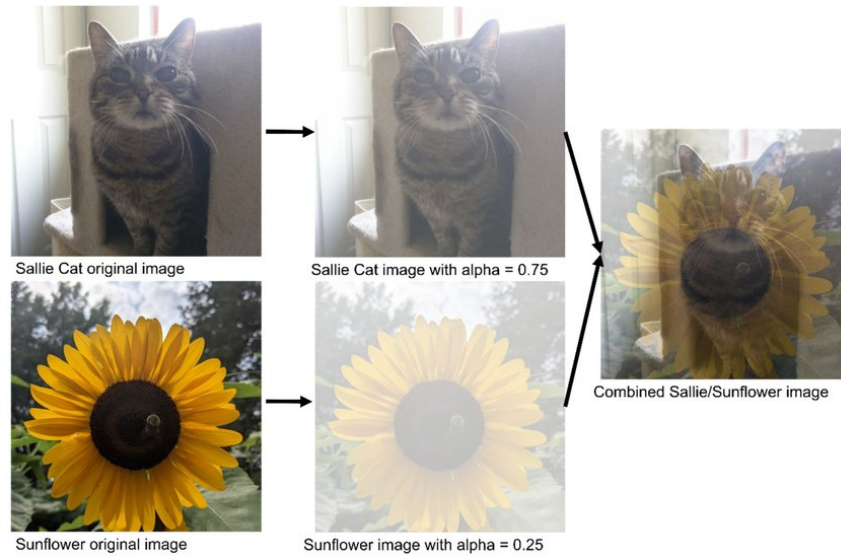 Sallie Cat original image
Sallie Cat image with alpha = 0.75
Combined Sallie/Sunflower image
Sunflower original image
Sunflower image with alpha = 0.25